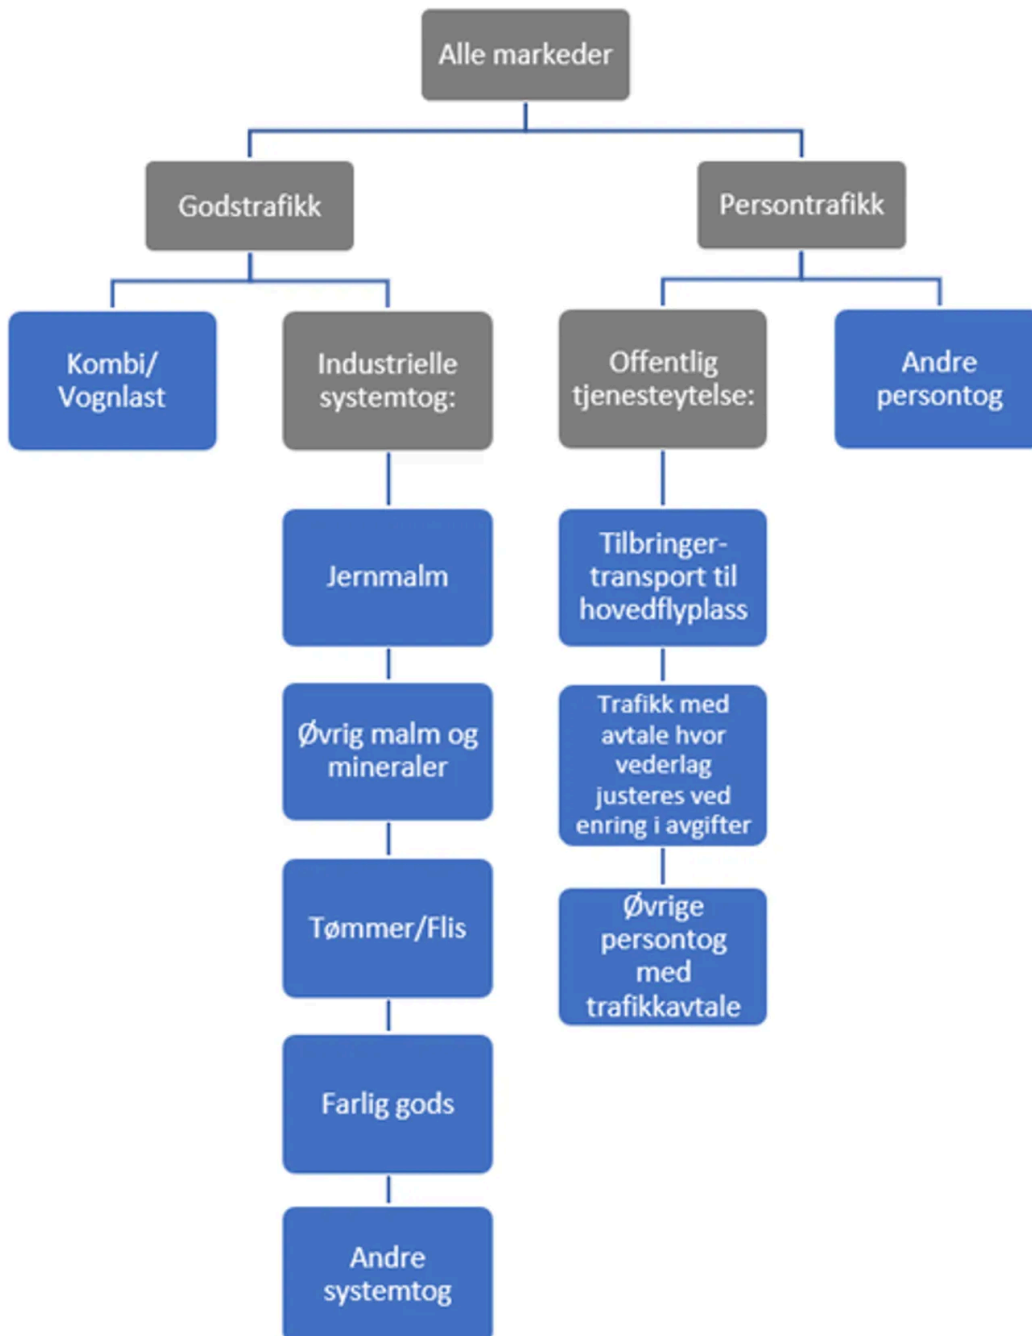 Alle markeder
Godstrafikk
Persontrafikk
Kombi/
Vognlast
Industrielle
systemtog:
Offentlig
tjenesteytelse:
Andre
persontog
Jernmalm
Øvrig malm og
mineraler
Tømmer/Flis
Farlig gods
Andre
systemtog
Tilbringer-
transport til
hovedflyplass
Trafikk med
avtale hvor
vederlag
justeres ved
enring i avgifter
Øvrige
persontog
med
trafikkavtale